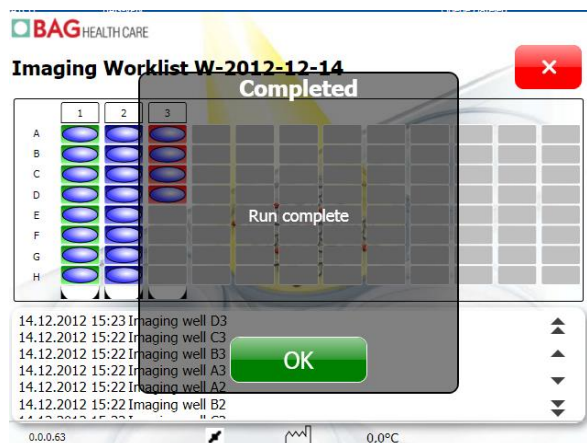 BAG HEALTH CARE
Imaging Worklist W-2012-12-14
Completed
1 2 3
A
B
C
D
E
Run complete
F
G
H
14.12.2012 15:23 Imaging well D3
14.12.2012 15:22 Imaging well C3
14.12.2012 15:22 Imaging well B3
14.12.2012 15:22 Imaging well A3
OK
14.12.2012 15:22 Imaging well A2
14.12.2012 15:22 Imaging well B2
0.0.0.63
0,0°C